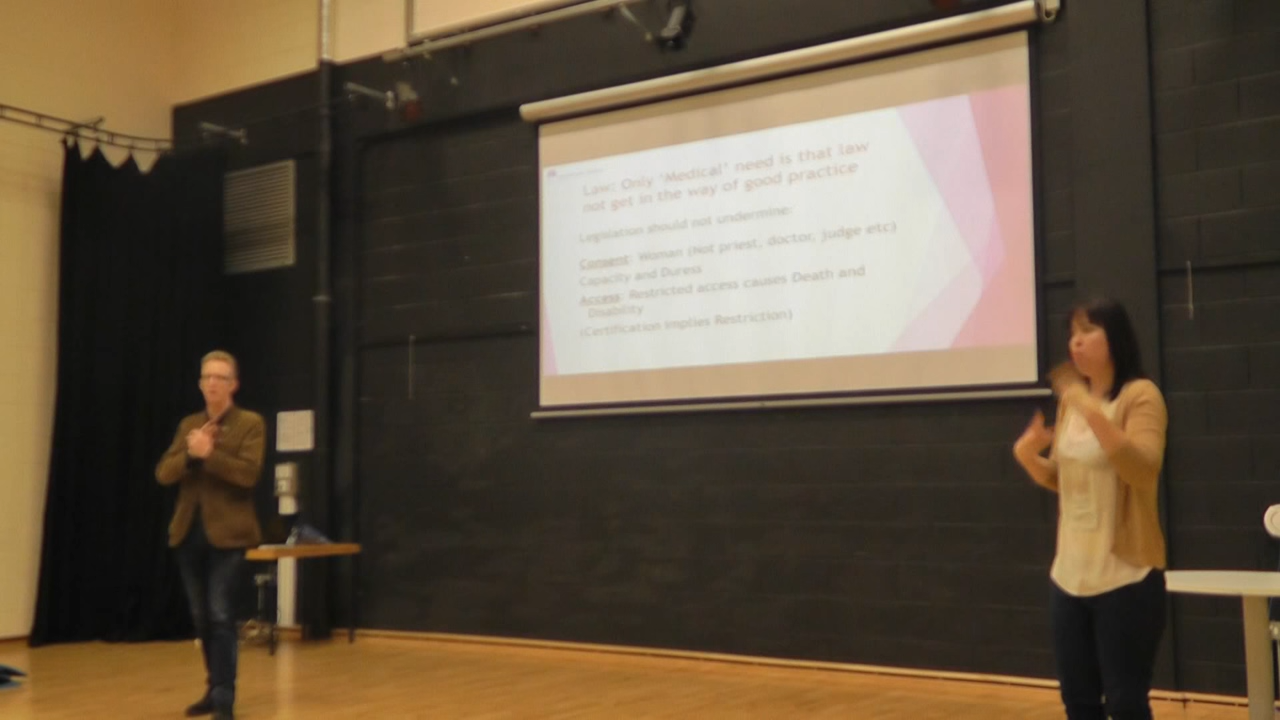 Law: Only 'Medical' need is that law
not get in the way of good practice
Legislation should not undermine:
Consent: Woman (Not priest, doctor, judge etc)
Capacity and Duress
Access: Restricted access causes Death and
Disability
(Certification implies Restriction)